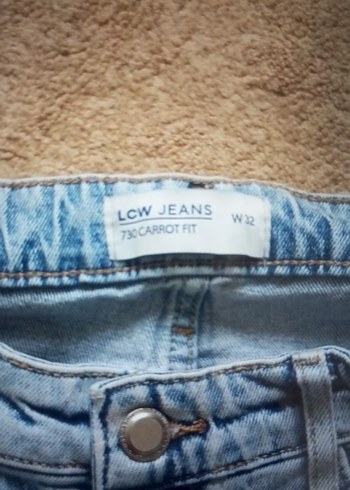 LCW JEANS
730 CARROT FIT
W 32